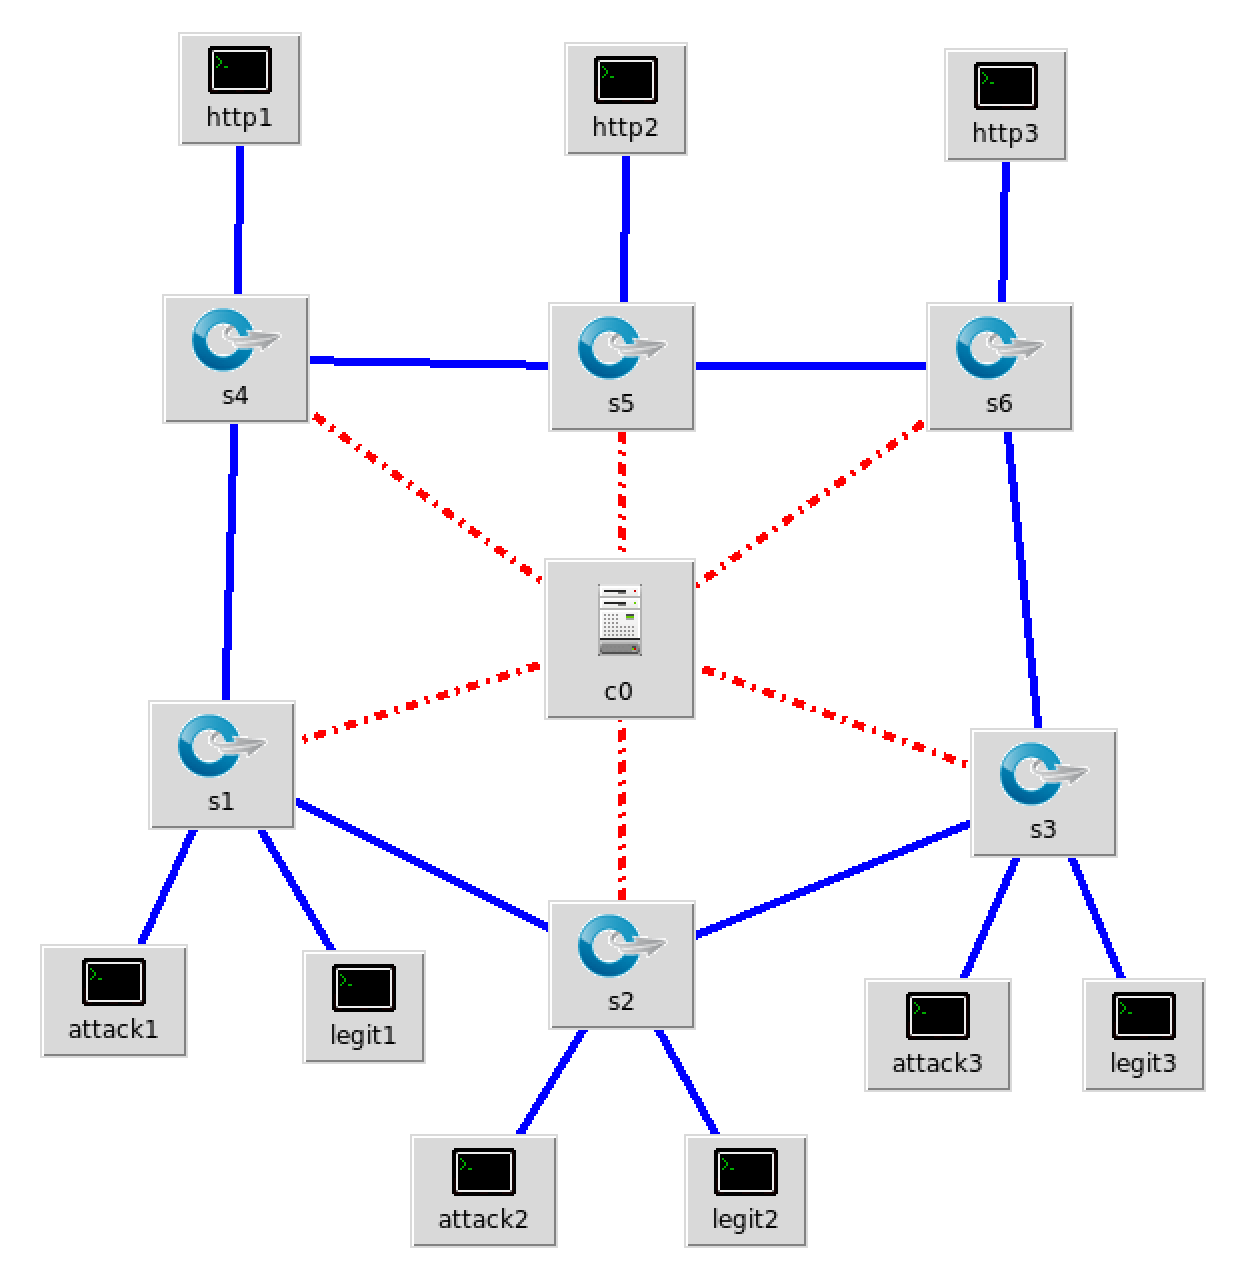 http1
http2
http3
s4
s5
s6
c0
s1
s3
s2
attack1
legit1
attack3
legit3
attack2
legit2